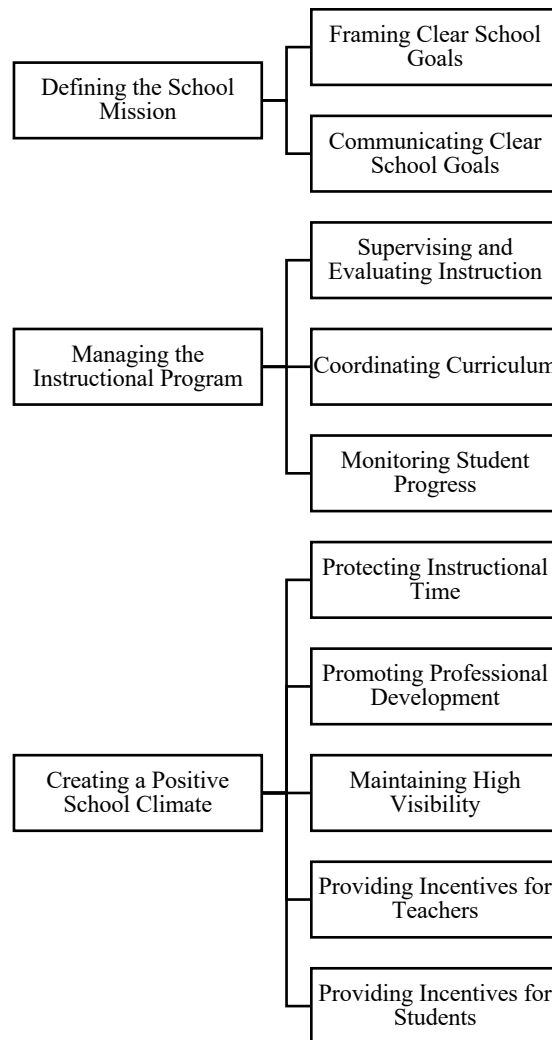 Framing Clear School
Goals
Defining the School
Mission
Communicating Clear
School Goals
Supervising and
Evaluating Instruction
Managing the
Instructional Program
Coordinating Curriculum
Monitoring Student
Progress
Protecting Instructional
Time
Promoting Professional
Development
Creating a Positive
School Climate
Maintaining High
Visibility
Providing Incentives for
Teachers
Providing Incentives for
Students